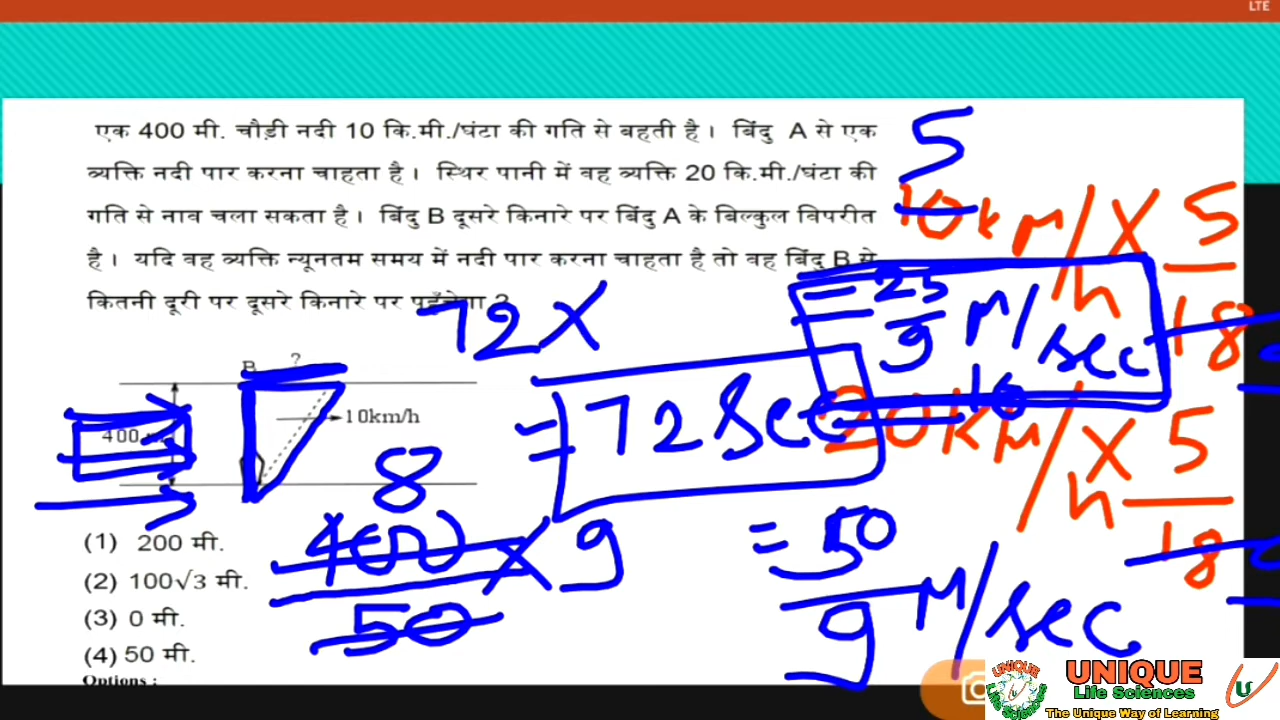 LTE
एक 400 मी. चौड़ी नदी 10 कि.मी./घंटा की गति से बहती है। बिंदु A से एक
व्यक्ति नदी पार करना चाहता है। स्थिर पानी में वह व्यक्ति 20 कि.मी./घंटा की
गति से नाव चला सकता है। बिंदु B दूसरे किनारे पर बिंदु A के बिल्कुल विपरीत
है। यदि वह व्यक्ति न्यूनतम समय में नदी पार करना चाहता है तो वह बिंदु B से
कितनी दूरी पर दूसरे किनारे पर पहुँचेगा ?
5
10km/h × 5/18
= 25/9 m/sec
72 ×
= 72 sec
10
20km/h × 5/18
= 50/9 m/sec
B ?
10km/h
400
8
400/50 × 9
(1) 200 मी.
(2) 100√3 मी.
(3) 0 मी.
(4) 50 मी.
Options :
UNIQUE
Life Sciences
The Unique Way of Learning